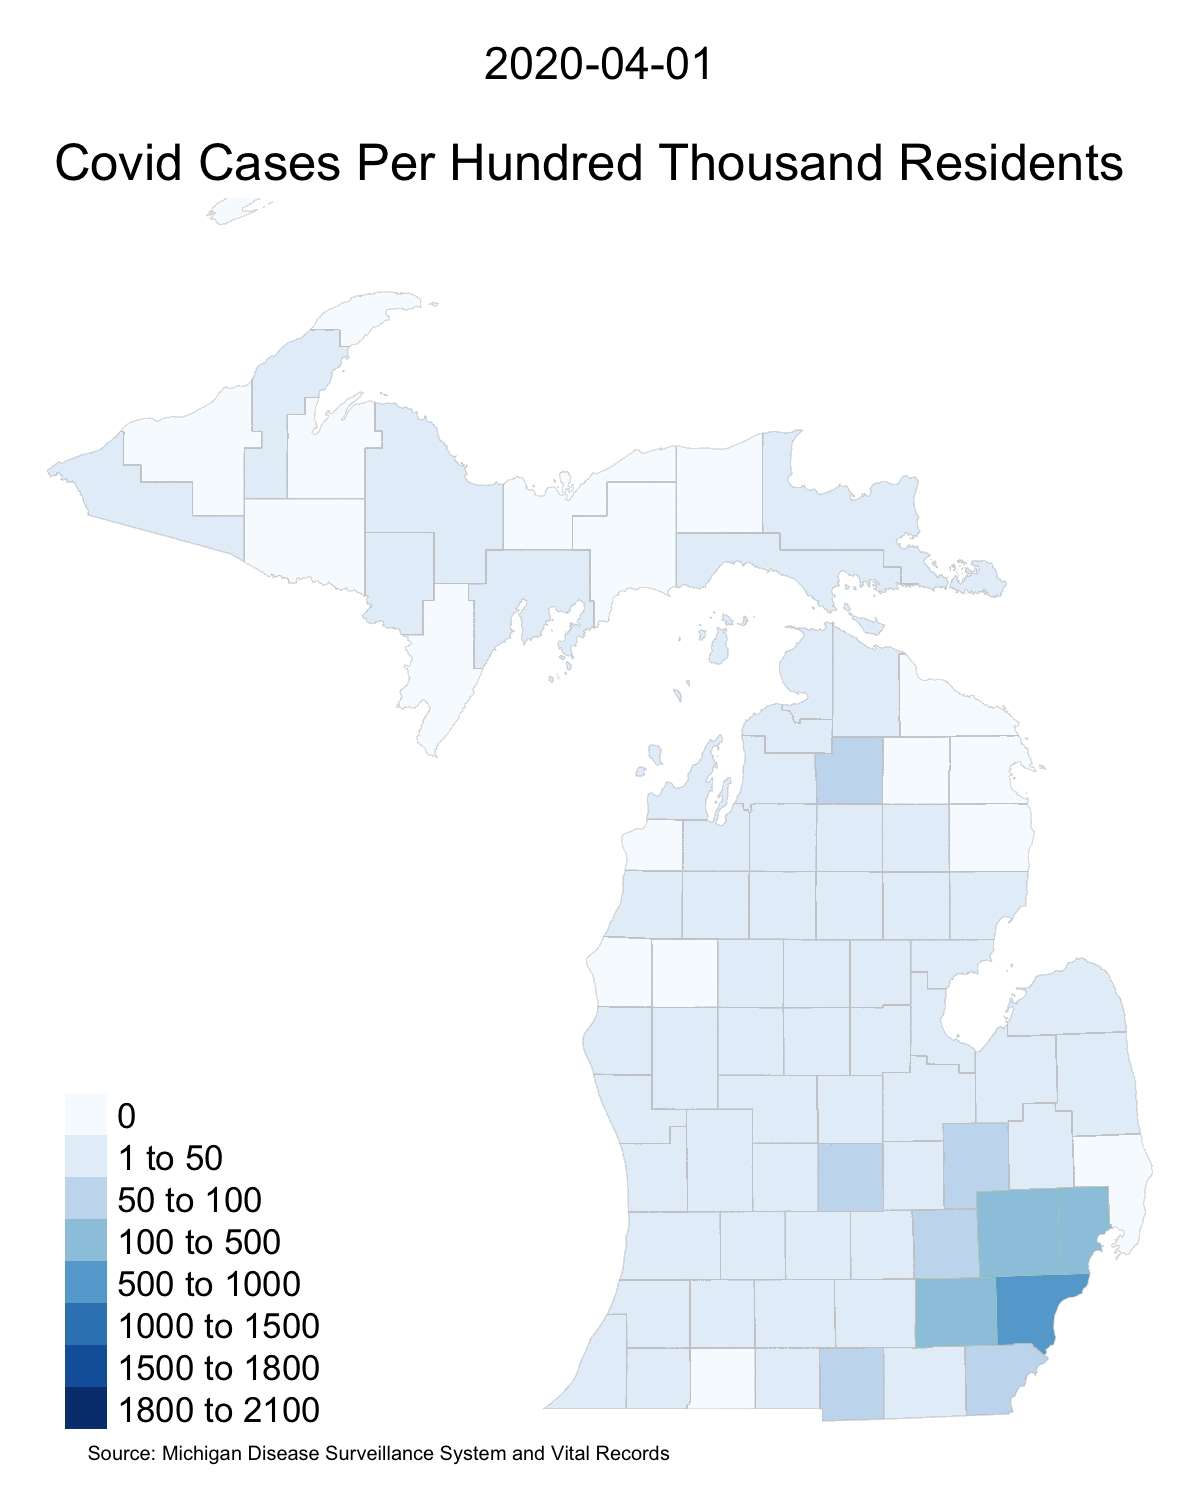 2020-04-01
Covid Cases Per Hundred Thousand Residents
0
1 to 50
50 to 100
100 to 500
500 to 1000
1000 to 1500
1500 to 1800
1800 to 2100
Source: Michigan Disease Surveillance System and Vital Records